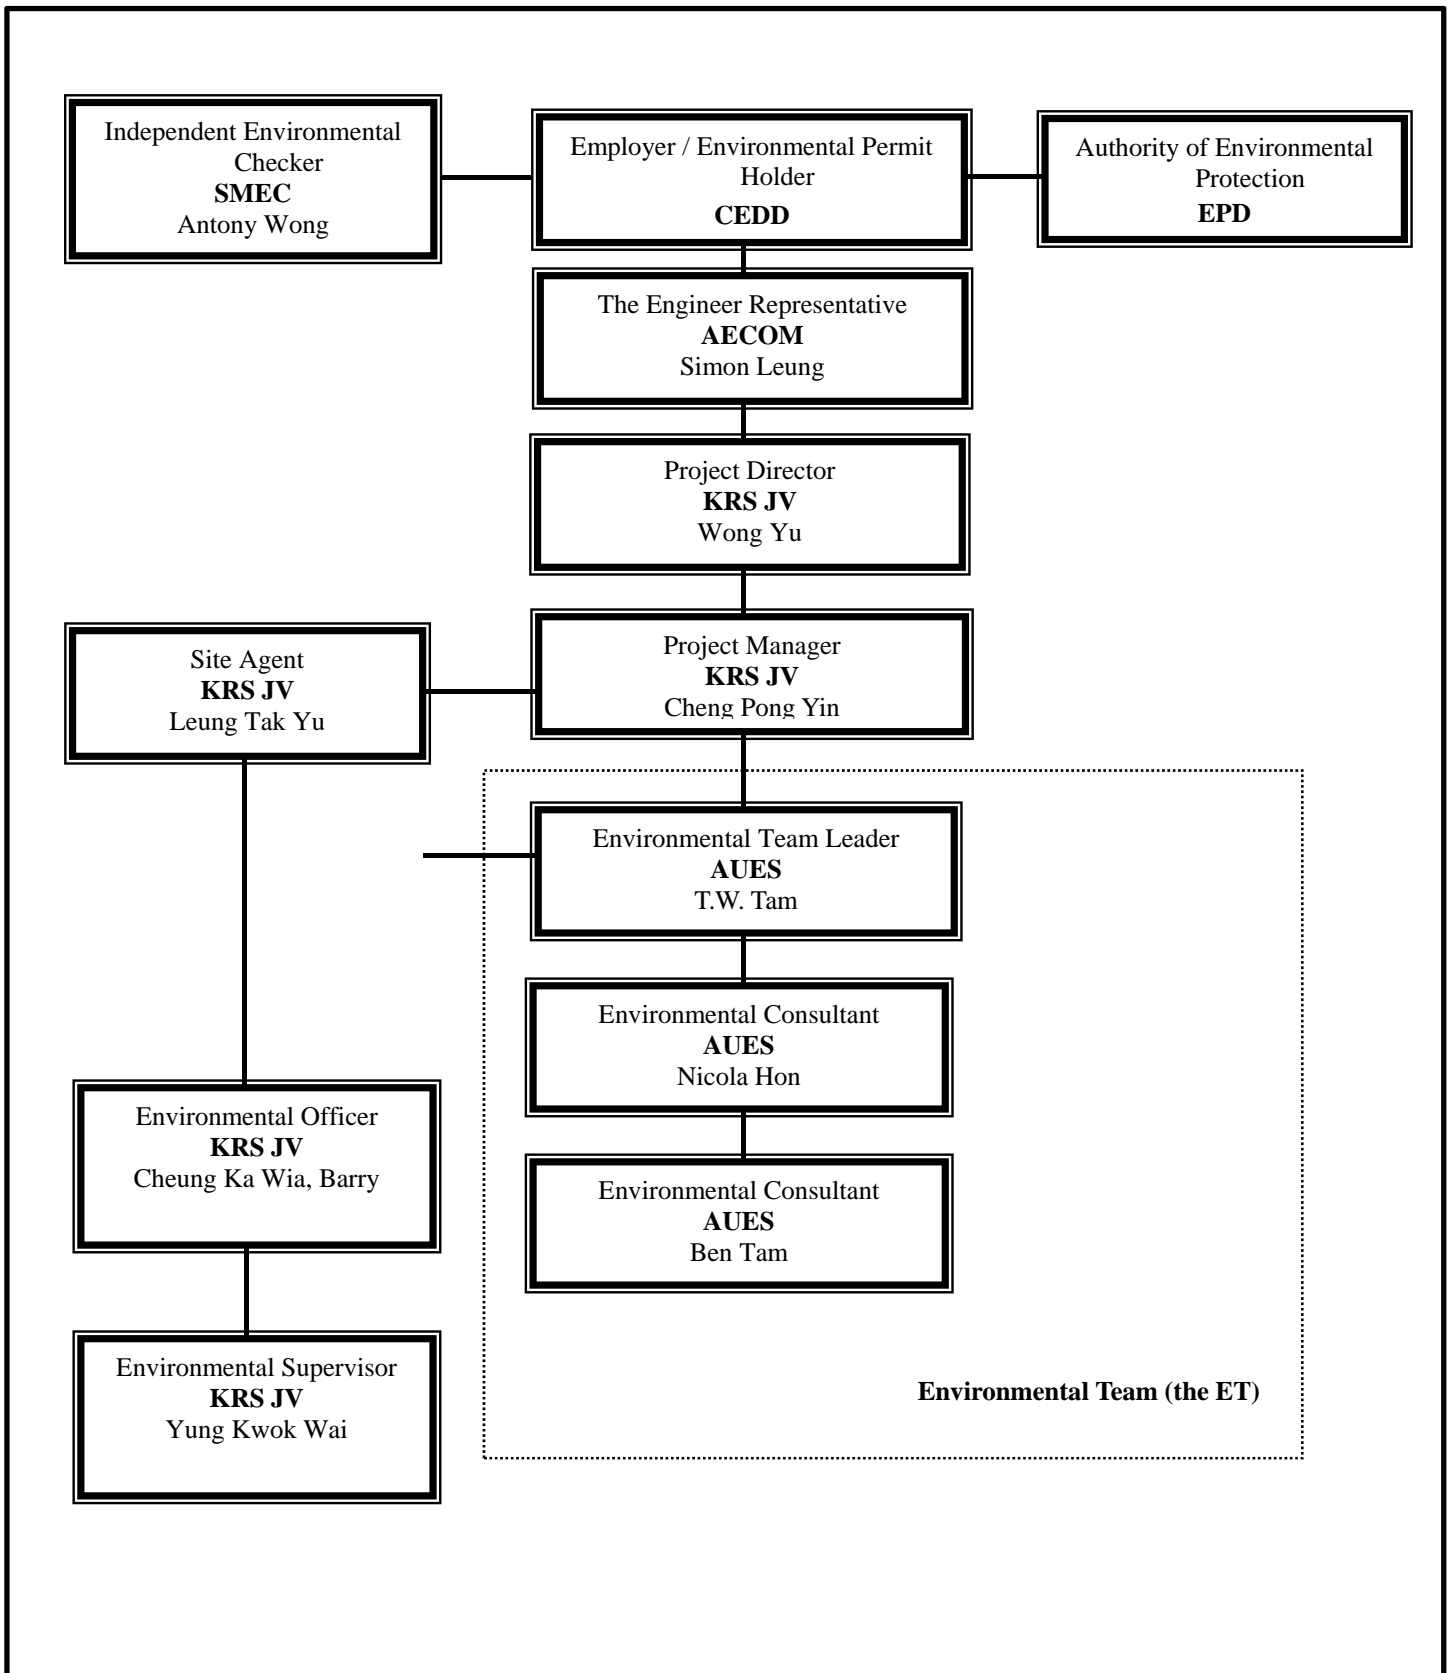 Independent Environmental
Checker
SMEC
Antony Wong
Employer / Environmental Permit
Holder
CEDD
Authority of Environmental
Protection
EPD
The Engineer Representative
AECOM
Simon Leung
Project Director
KRS JV
Wong Yu
Site Agent
KRS JV
Leung Tak Yu
Project Manager
KRS JV
Cheng Pong Yin
Environmental Team Leader
AUES
T.W. Tam
Environmental Consultant
AUES
Nicola Hon
Environmental Officer
KRS JV
Cheung Ka Wia, Barry
Environmental Consultant
AUES
Ben Tam
Environmental Supervisor
KRS JV
Yung Kwok Wai
Environmental Team (the ET)